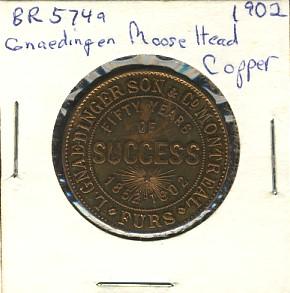 BR 574a 1902
Gnaedingen Moose Head
Copper
L. GNAEDINGER SON & CO MONTREAL
FIFTY YEARS
OF
SUCCESS
1852-1902
FURS